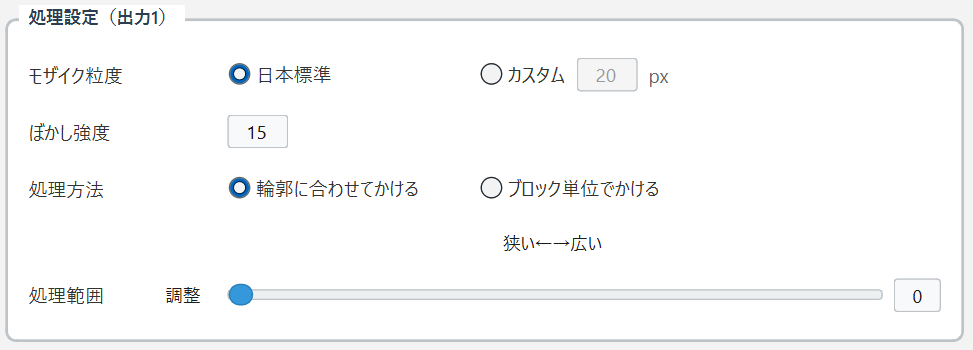 処理設定（出力1）
モザイク粒度 日本標準 カスタム 20 px
ぼかし強度 15
処理方法 輪郭に合わせてかける ブロック単位でかける
狭い←→広い
処理範囲 調整 0